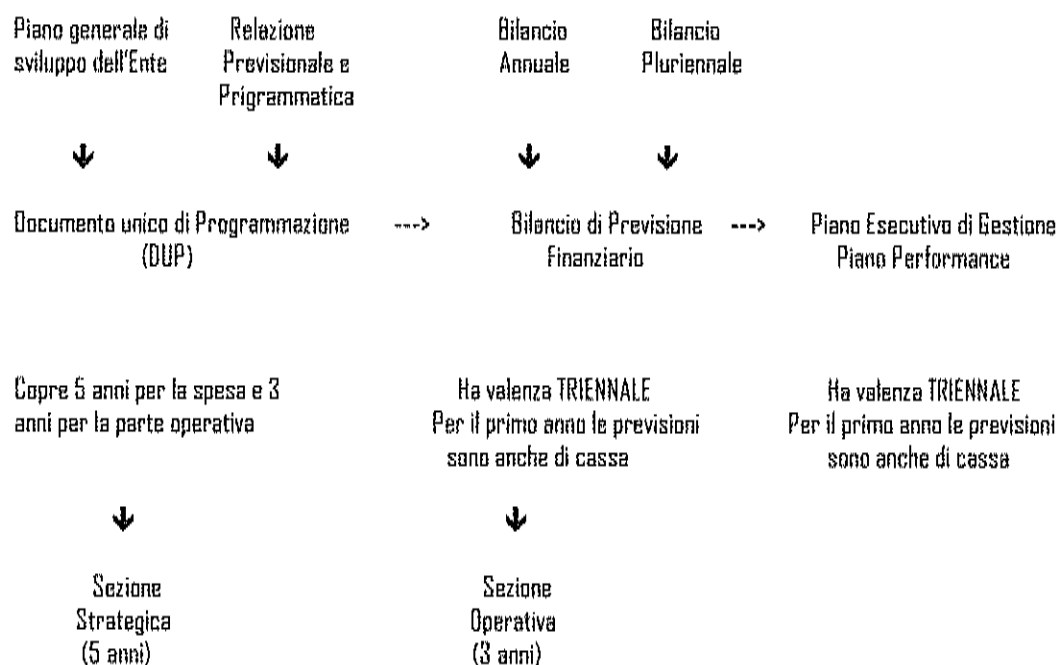 Piano generale di
sviluppo dell'Ente
Relazione
Previsionale e
Prigrammatica
Bilancio
Annuale
Bilancio
Pluriennale
Documento unico di Programmazione
(DUP)
--->
Bilancio di Previsione
Finanziario
--->
Piano Esecutivo di Gestione
Piano Performance
Copre 5 anni per la spesa e 3
anni per la parte operativa
Ha valenza TRIENNALE
Per il primo anno le previsioni
sono anche di cassa
Ha valenza TRIENNALE
Per il primo anno le previsioni
sono anche di cassa
Sezione
Strategica
(5 anni)
Sezione
Operativa
(3 anni)